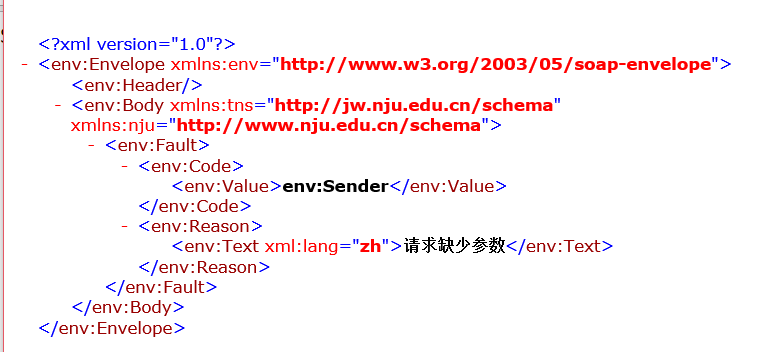 <?xml version="1.0"?>
- <env:Envelope xmlns:env="http://www.w3.org/2003/05/soap-envelope">
<env:Header/>
- <env:Body xmlns:tns="http://jw.nju.edu.cn/schema"
xmlns:nju="http://www.nju.edu.cn/schema">
- <env:Fault>
- <env:Code>
<env:Value>env:Sender</env:Value>
</env:Code>
- <env:Reason>
<env:Text xml:lang="zh">请求缺少参数</env:Text>
</env:Reason>
</env:Fault>
</env:Body>
</env:Envelope>